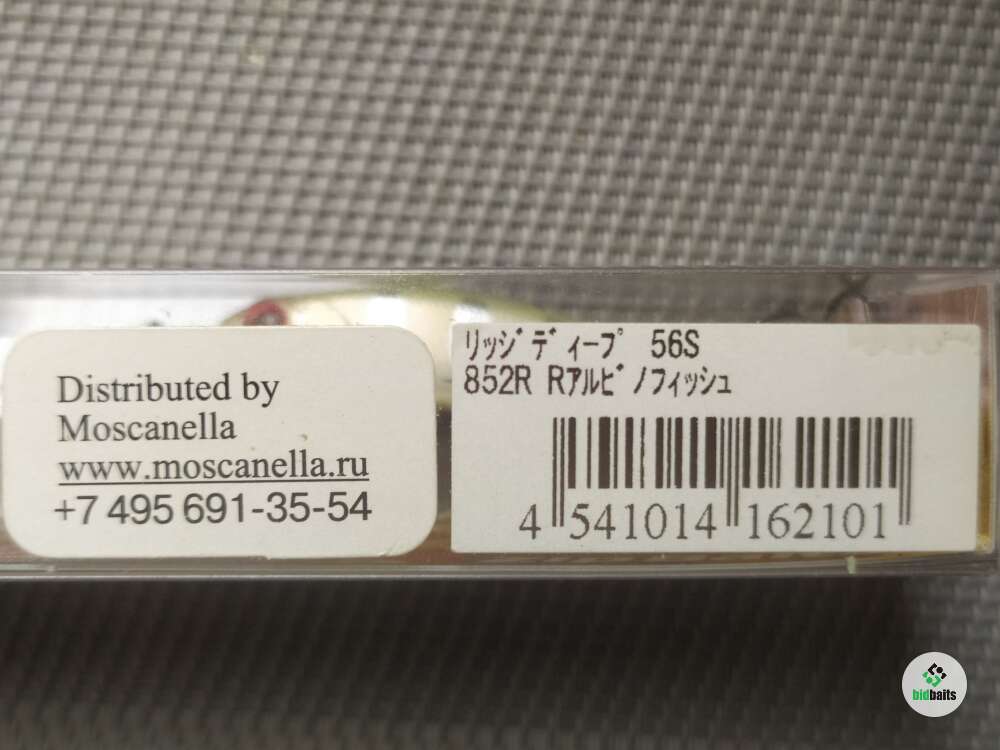 Distributed by
Moscanella
www.moscanella.ru
+7 495 691-35-54
ﾘｯｼﾞﾃﾞｨｰﾌﾟ 56S
852R Rｱﾙﾋﾞﾉﾌｨｯｼｭ
4 541014 162101
bidbaits